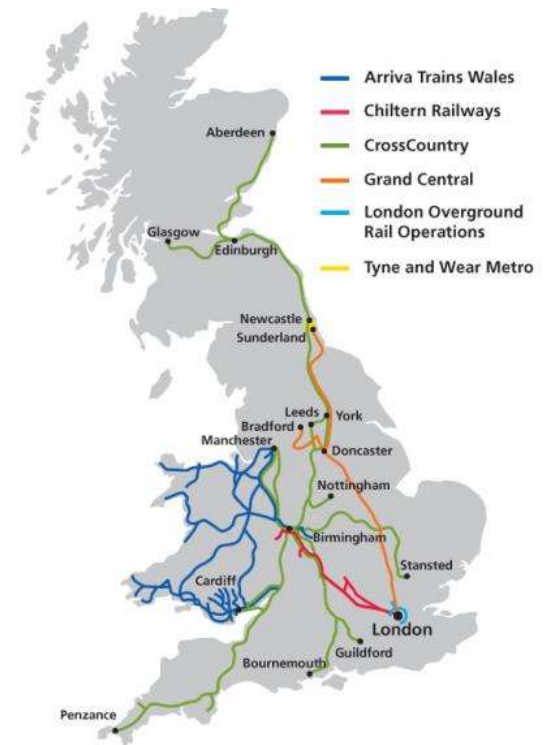 Arriva Trains Wales
Chiltern Railways
CrossCountry
Grand Central
London Overground
Rail Operations
Tyne and Wear Metro
Aberdeen
Glasgow
Edinburgh
Newcastle
Sunderland
Leeds
York
Bradford
Manchester
Doncaster
Nottingham
Birmingham
Stansted
Cardiff
London
Guildford
Bournemouth
Penzance